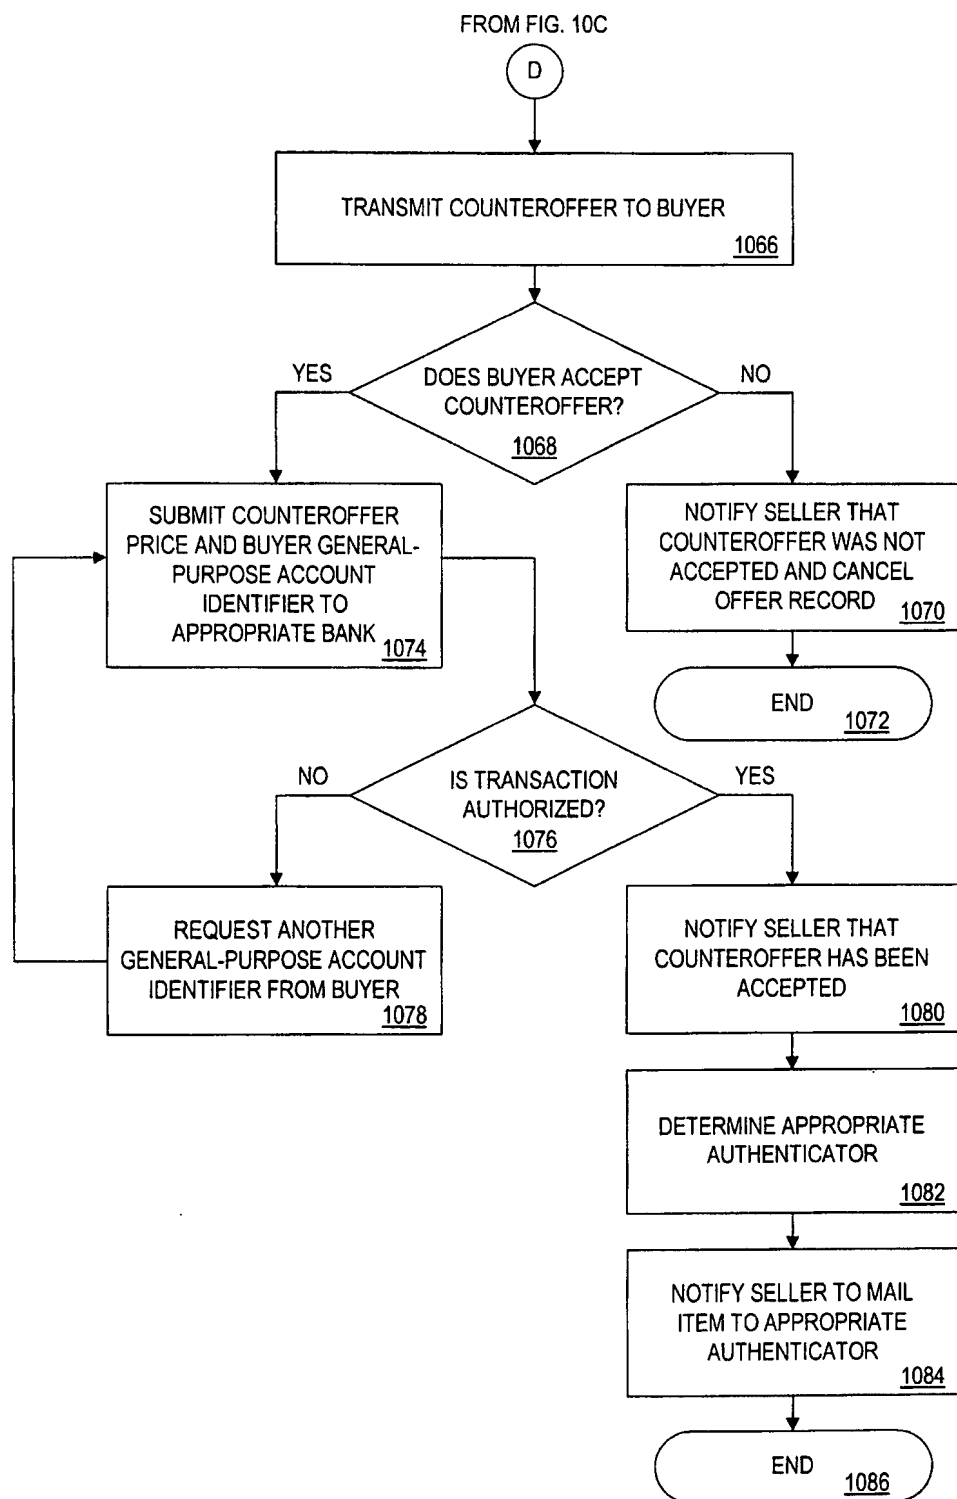 FROM FIG. 10C
D
TRANSMIT COUNTEROFFER TO BUYER
1066
YES
DOES BUYER ACCEPT
COUNTEROFFER?
1068
NO
SUBMIT COUNTEROFFER
PRICE AND BUYER GENERAL-
PURPOSE ACCOUNT
IDENTIFIER TO
APPROPRIATE BANK
1074
NOTIFY SELLER THAT
COUNTEROFFER WAS NOT
ACCEPTED AND CANCEL
OFFER RECORD
1070
END
1072
NO
IS TRANSACTION
AUTHORIZED?
1076
YES
REQUEST ANOTHER
GENERAL-PURPOSE ACCOUNT
IDENTIFIER FROM BUYER
1078
NOTIFY SELLER THAT
COUNTEROFFER HAS BEEN
ACCEPTED
1080
DETERMINE APPROPRIATE
AUTHENTICATOR
1082
NOTIFY SELLER TO MAIL
ITEM TO APPROPRIATE
AUTHENTICATOR
1084
END
1086